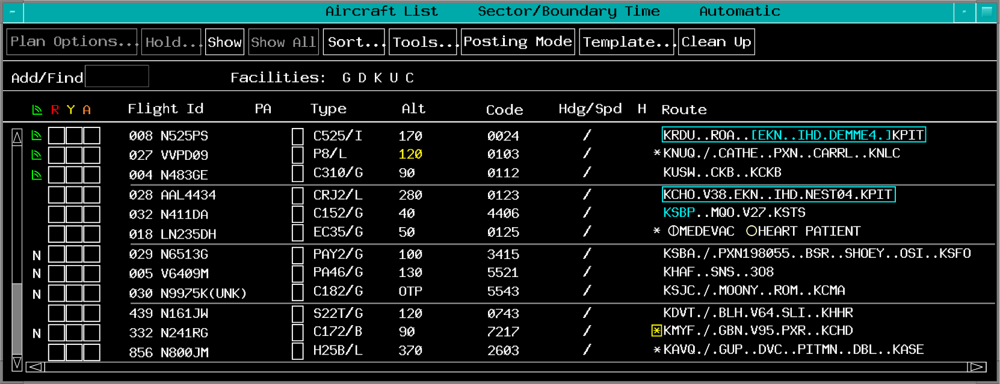 Aircraft List Sector/Boundary Time Automatic
Plan Options... Hold... Show Show All Sort... Tools... Posting Mode Template... Clean Up
Add/Find Facilities: G D K U C
R Y A Flight Id PA Type Alt Code Hdg/Spd H Route
008 N525PS C525/I 170 0024 / KRDU..ROA..[EKN..IHD.DEMME4.]KPIT
027 VVPD09 P8/L 120 0103 / *KNUQ./.CATHE..PXN..CARRL..KNLC
004 N483GE C310/G 90 0112 / KUSW..CKB..KCKB
028 AAL4434 CRJ2/L 280 0123 / KCHO.V38.EKN..IHD.NEST04.KPIT
032 N411DA C152/G 40 4406 / KSBP..MQO.V27.KSTS
018 LN235DH EC35/G 50 0125 / * ⦶MEDEVAC ○HEART PATIENT
N 029 N6513G PAY2/G 100 3415 / KSBA./.PXN198055..BSR..SHOEY..OSI..KSFO
N 005 V6409M PA46/G 130 5521 / KHAF..SNS..3O8
N 030 N9975K(UNK) C182/G OTP 5543 / KSJC./.MOONY..ROM..KCMA
439 N161JW S22T/G 120 0743 / KDVT./.BLH.V64.SLI..KHHR
N 332 N241RG C172/B 90 7217 / *KMYF./.GBN.V95.PXR..KCHD
856 N800JM H25B/L 370 2603 / *KAVQ./.GUP..DVC..PITMN..DBL..KASE